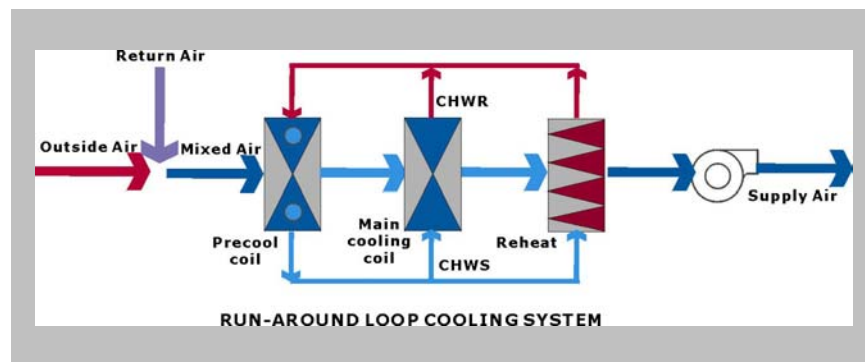 Return Air
CHWR
Outside Air
Mixed Air
Precool
coil
Main
cooling
coil
CHWS
Reheat
Supply Air
RUN-AROUND LOOP COOLING SYSTEM